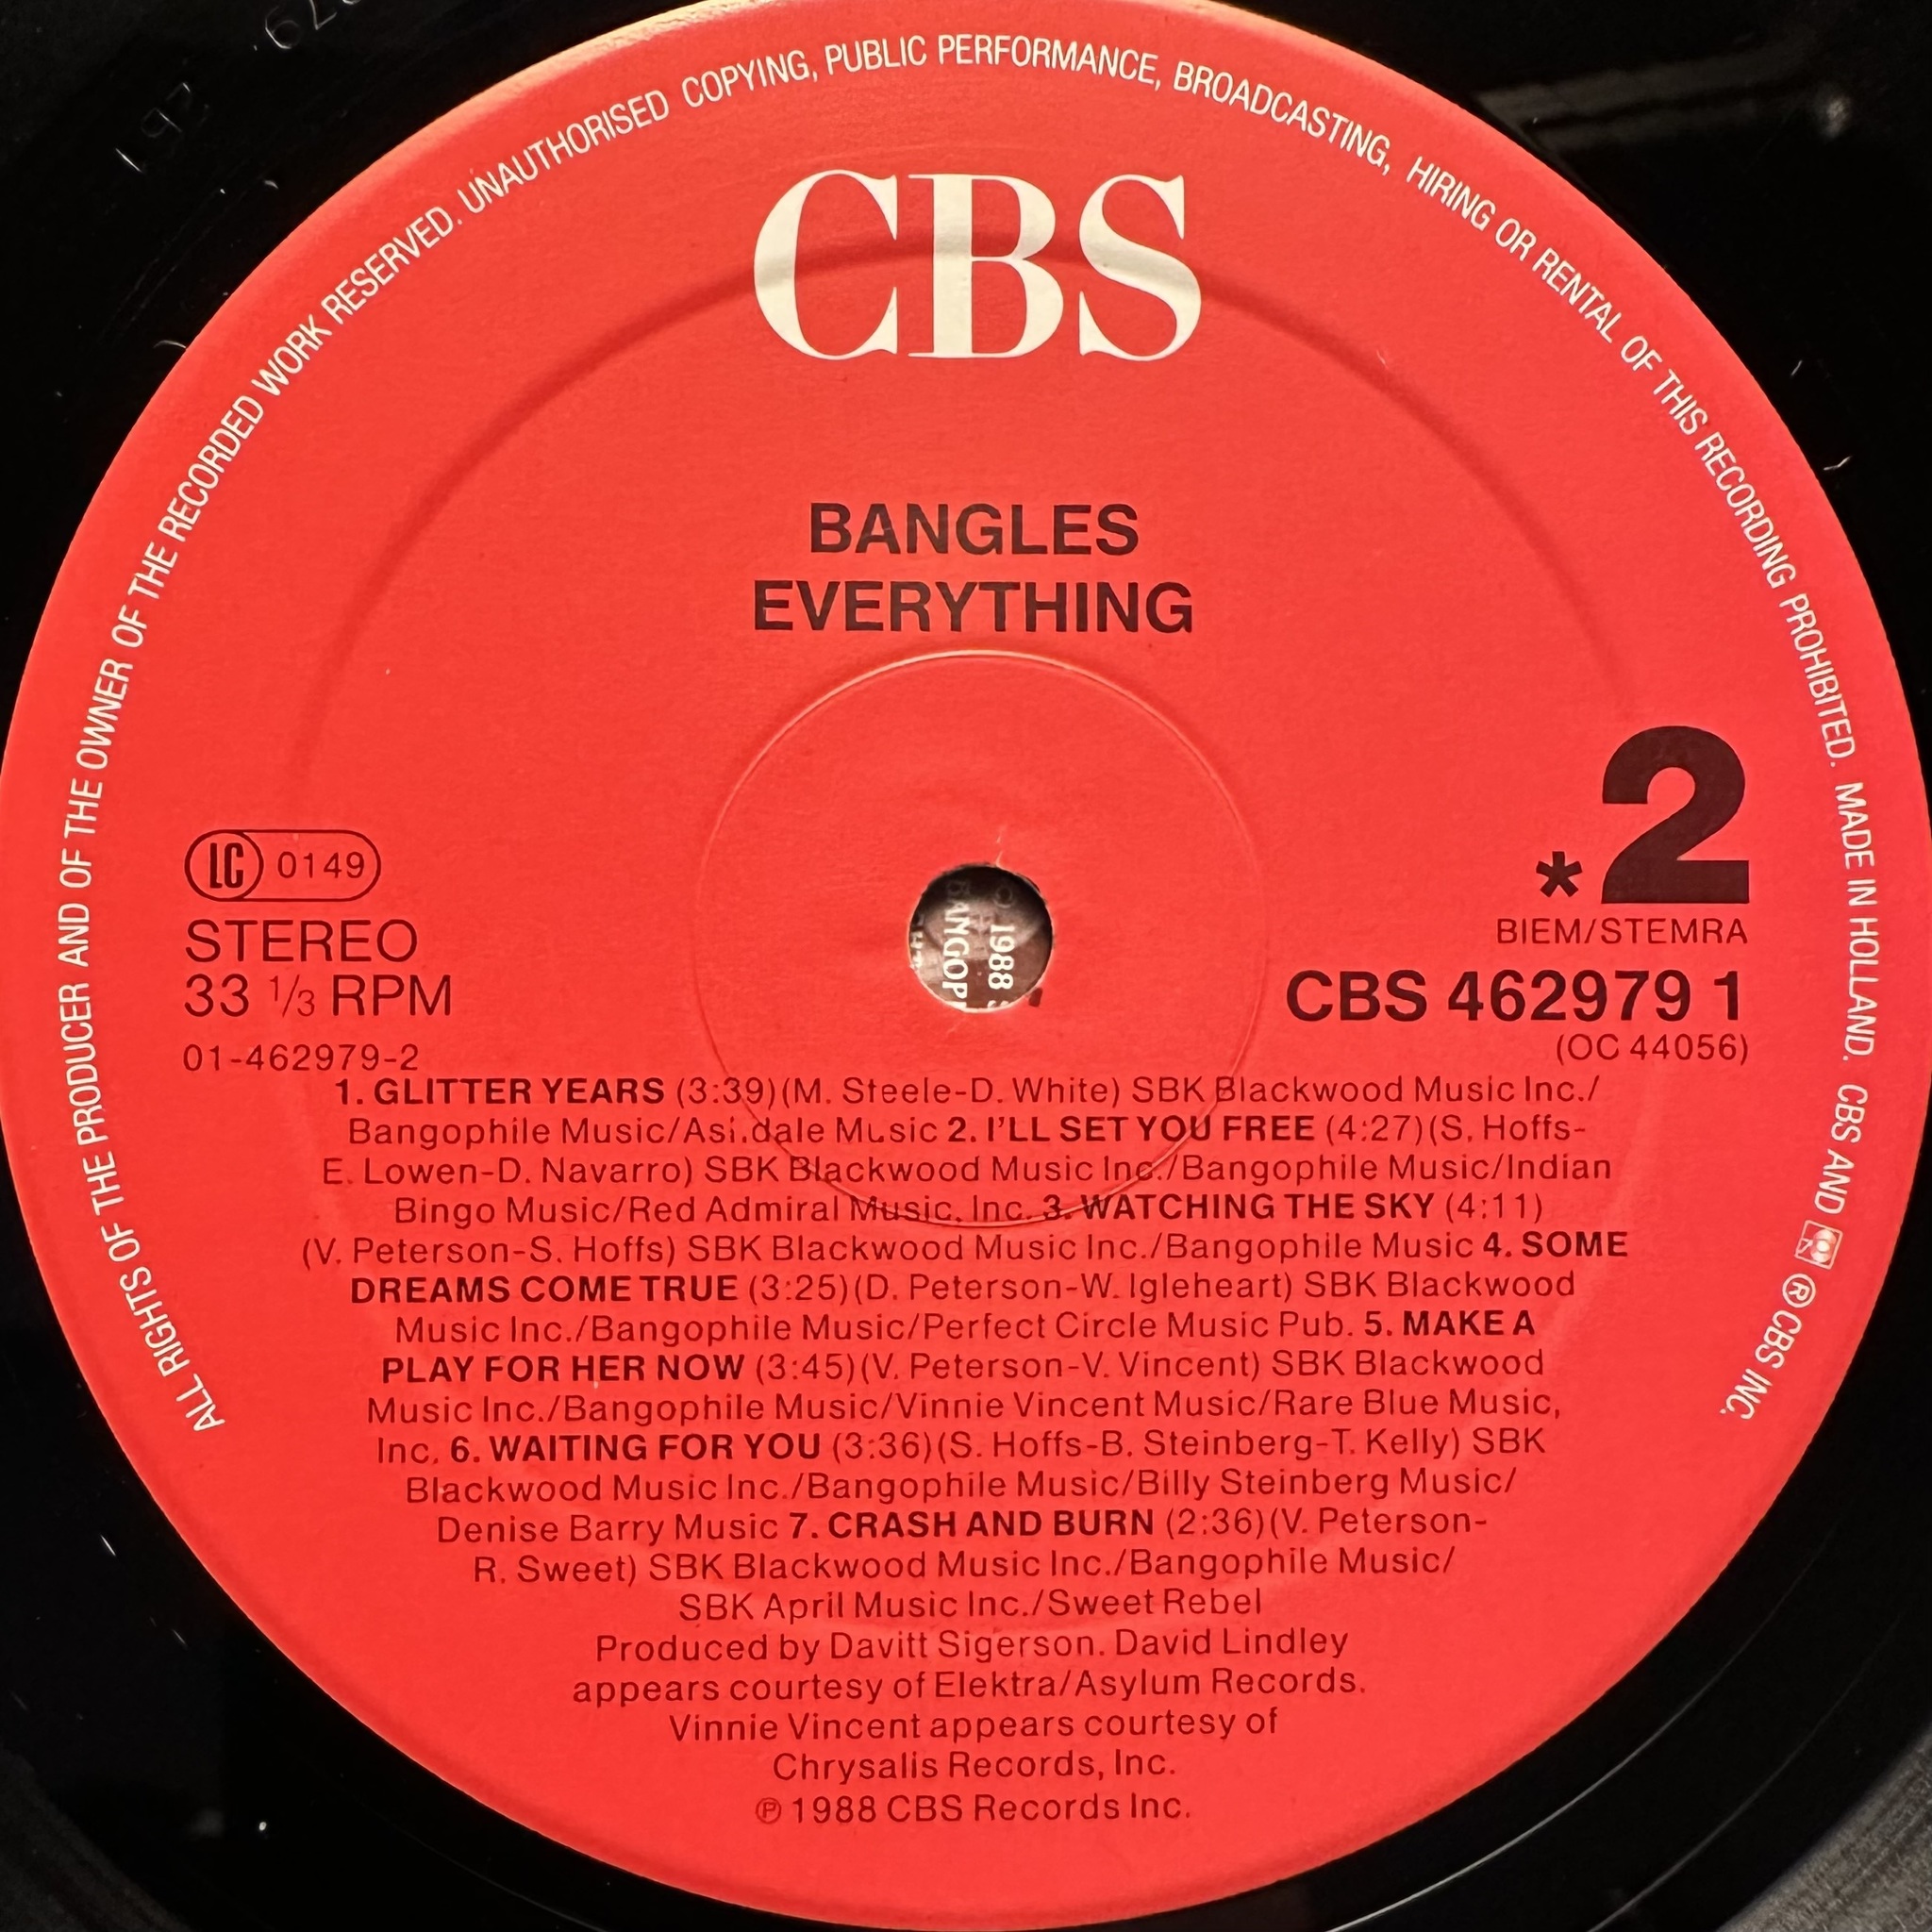 ALL RIGHTS OF THE PRODUCER AND OF THE OWNER OF THE RECORDED WORK RESERVED. UNAUTHORISED COPYING, PUBLIC PERFORMANCE, BROADCASTING, HIRING OR RENTAL OF THIS RECORDING PROHIBITED. MADE IN HOLLAND. CBS AND ® CBS INC.
CBS
BANGLES
EVERYTHING
*2
LC 0149
BIEM/STEMRA
STEREO
33 1/3 RPM
CBS 462979 1
(OC 44056)
01-462979-2
1. GLITTER YEARS (3:39)(M. Steele-D. White) SBK Blackwood Music Inc./
Bangophile Music/ Music 2. I'LL SET YOU FREE (4:27)(S. Hoffs-
E. Lowen-D. Navarro) SBK Blackwood Music Inc./Bangophile Music/Indian
Bingo Music/Red Admiral Music, Inc. 3. WATCHING THE SKY (4:11)
(V. Peterson-S. Hoffs) SBK Blackwood Music Inc./Bangophile Music 4. SOME
DREAMS COME TRUE (3:25)(D. Peterson-W. Igleheart) SBK Blackwood
Music Inc./Bangophile Music/Perfect Circle Music Pub. 5. MAKE A
PLAY FOR HER NOW (3:45)(V. Peterson-V. Vincent) SBK Blackwood
Music Inc./Bangophile Music/Vinnie Vincent Music/Rare Blue Music,
Inc. 6. WAITING FOR YOU (3:36)(S. Hoffs-B. Steinberg-T. Kelly) SBK
Blackwood Music Inc./Bangophile Music/Billy Steinberg Music/
Denise Barry Music 7. CRASH AND BURN (2:36)(V. Peterson-
R. Sweet) SBK Blackwood Music Inc./Bangophile Music/
SBK April Music Inc./Sweet Rebel
Produced by Davitt Sigerson. David Lindley
appears courtesy of Elektra/Asylum Records.
Vinnie Vincent appears courtesy of
Chrysalis Records, Inc.
℗ 1988 CBS Records Inc.
1988